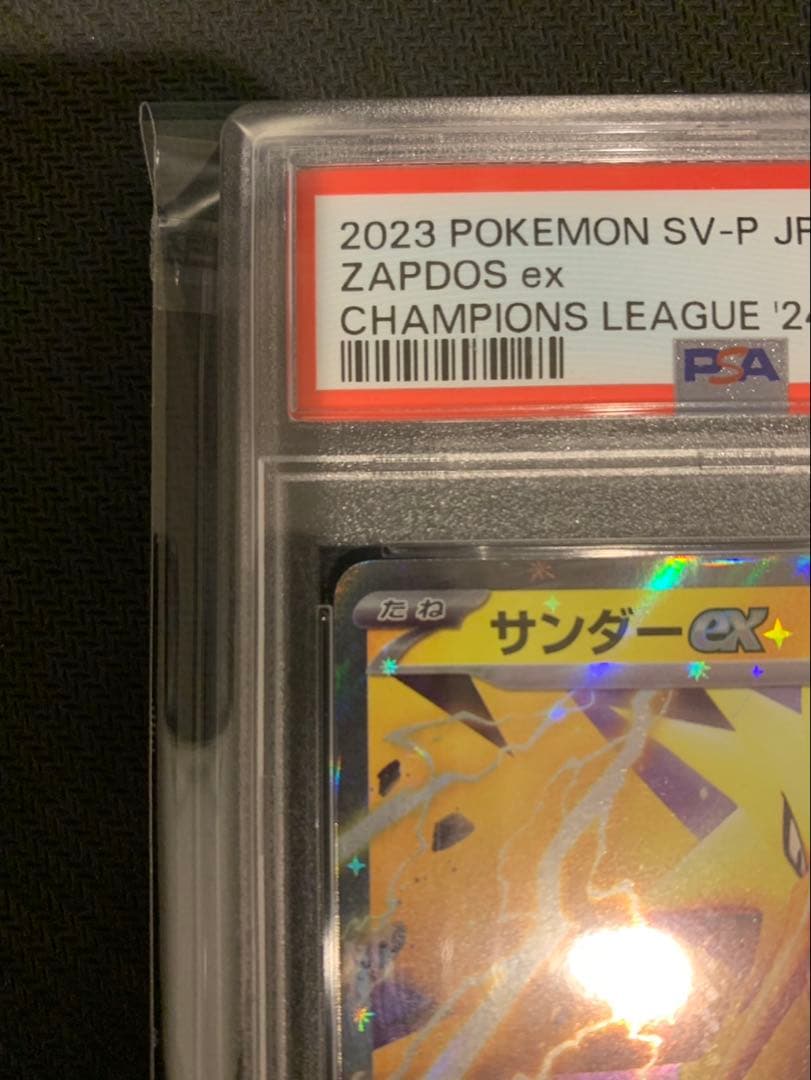 2023 POKEMON SV-P JP
ZAPDOS ex
CHAMPIONS LEAGUE '24
PSA
たね サンダーex